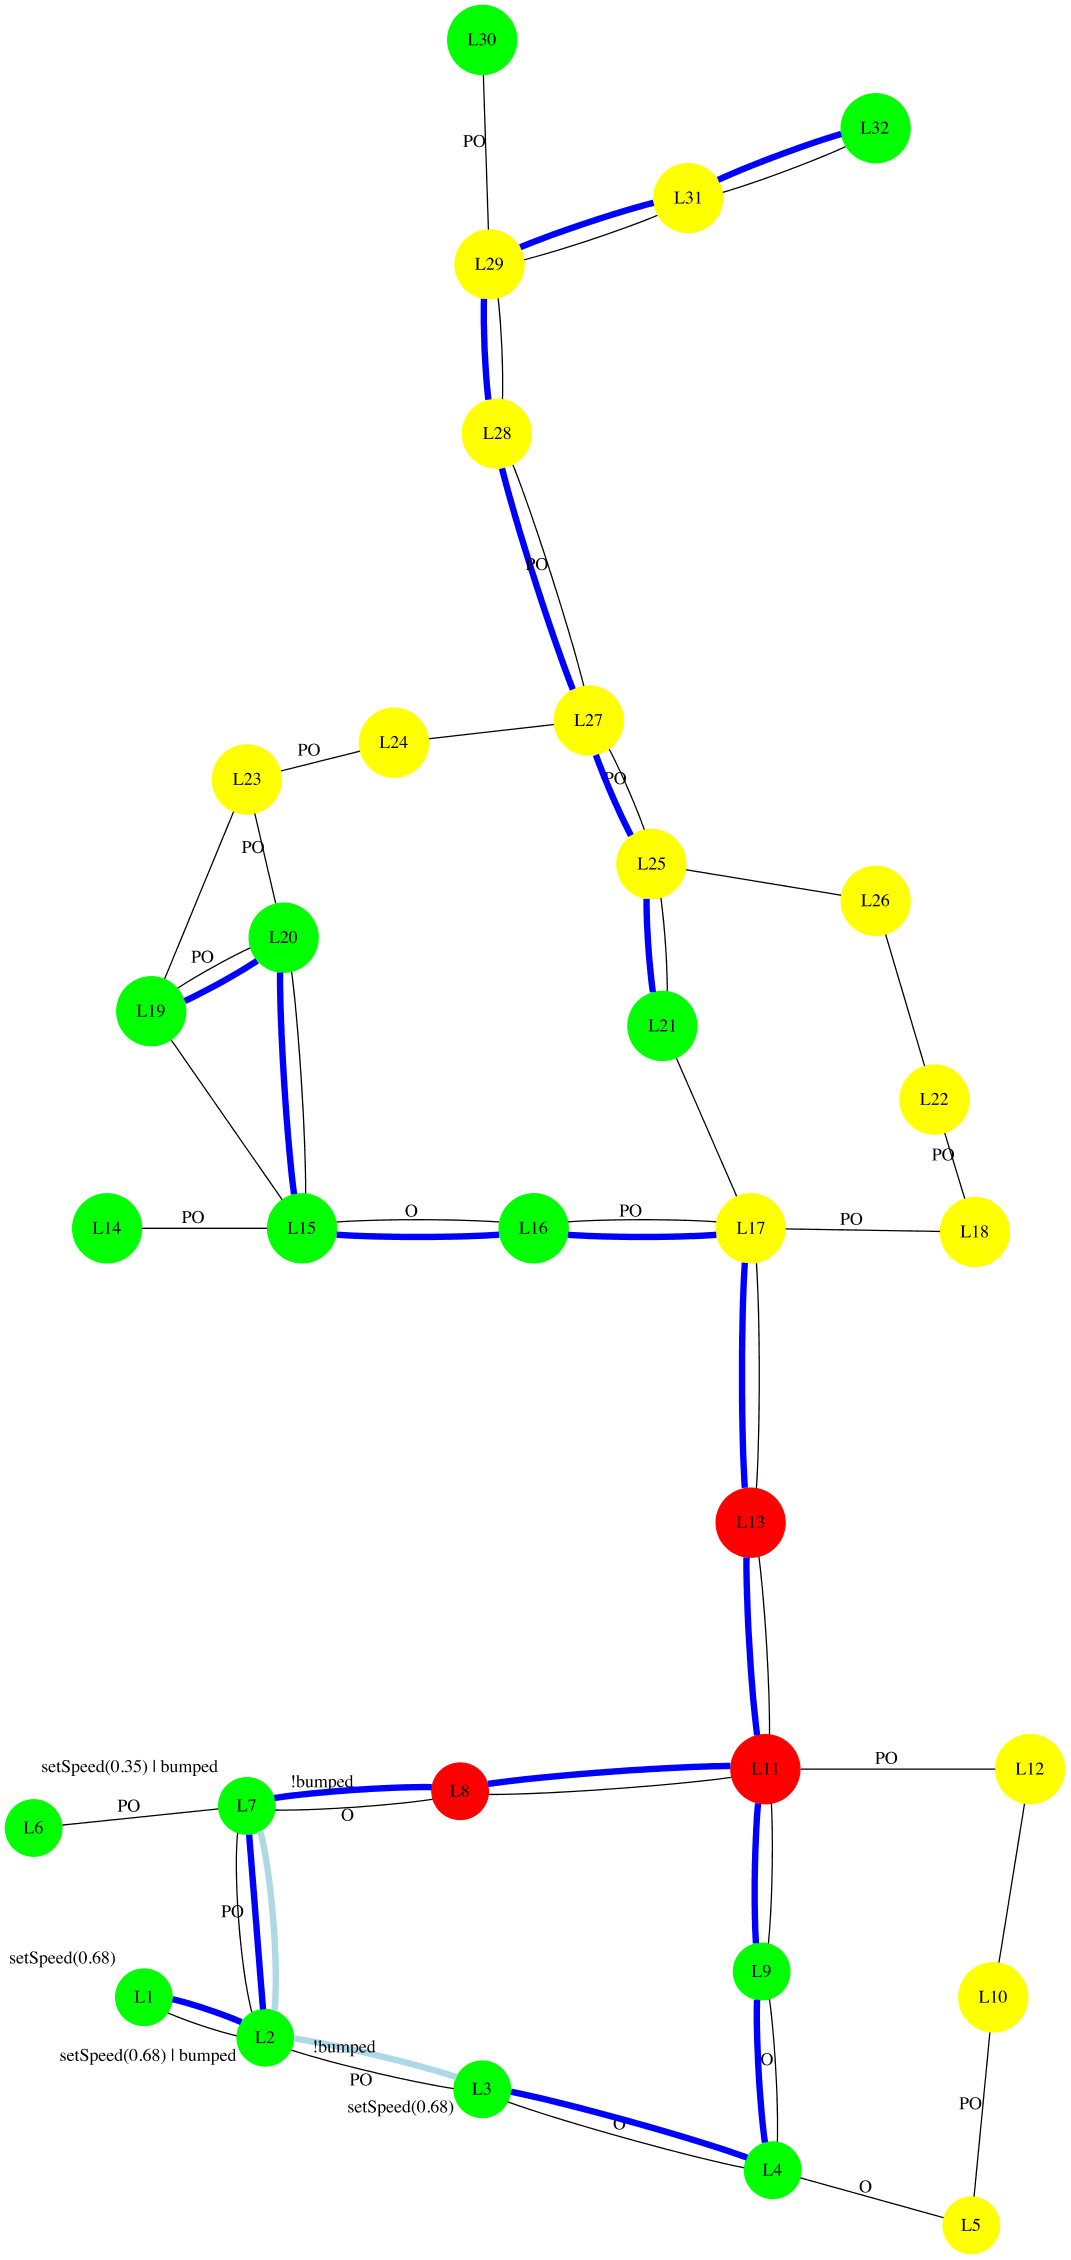 L30
L32
PO
L31
L29
L28
PO
L27
L24
PO
L23
PO
PO
L25
L26
L20
PO
L19
L21
L22
PO
O
PO
PO
PO
L14
L15
L16
L17
L18
L13
PO
setSpeed(0.35) | bumped
L11
L12
!bumped
L8
PO
L7
O
L6
PO
setSpeed(0.68)
L9
L1
L10
L2
!bumped
setSpeed(0.68) | bumped
O
PO
L3
setSpeed(0.68)
PO
O
L4
O
L5